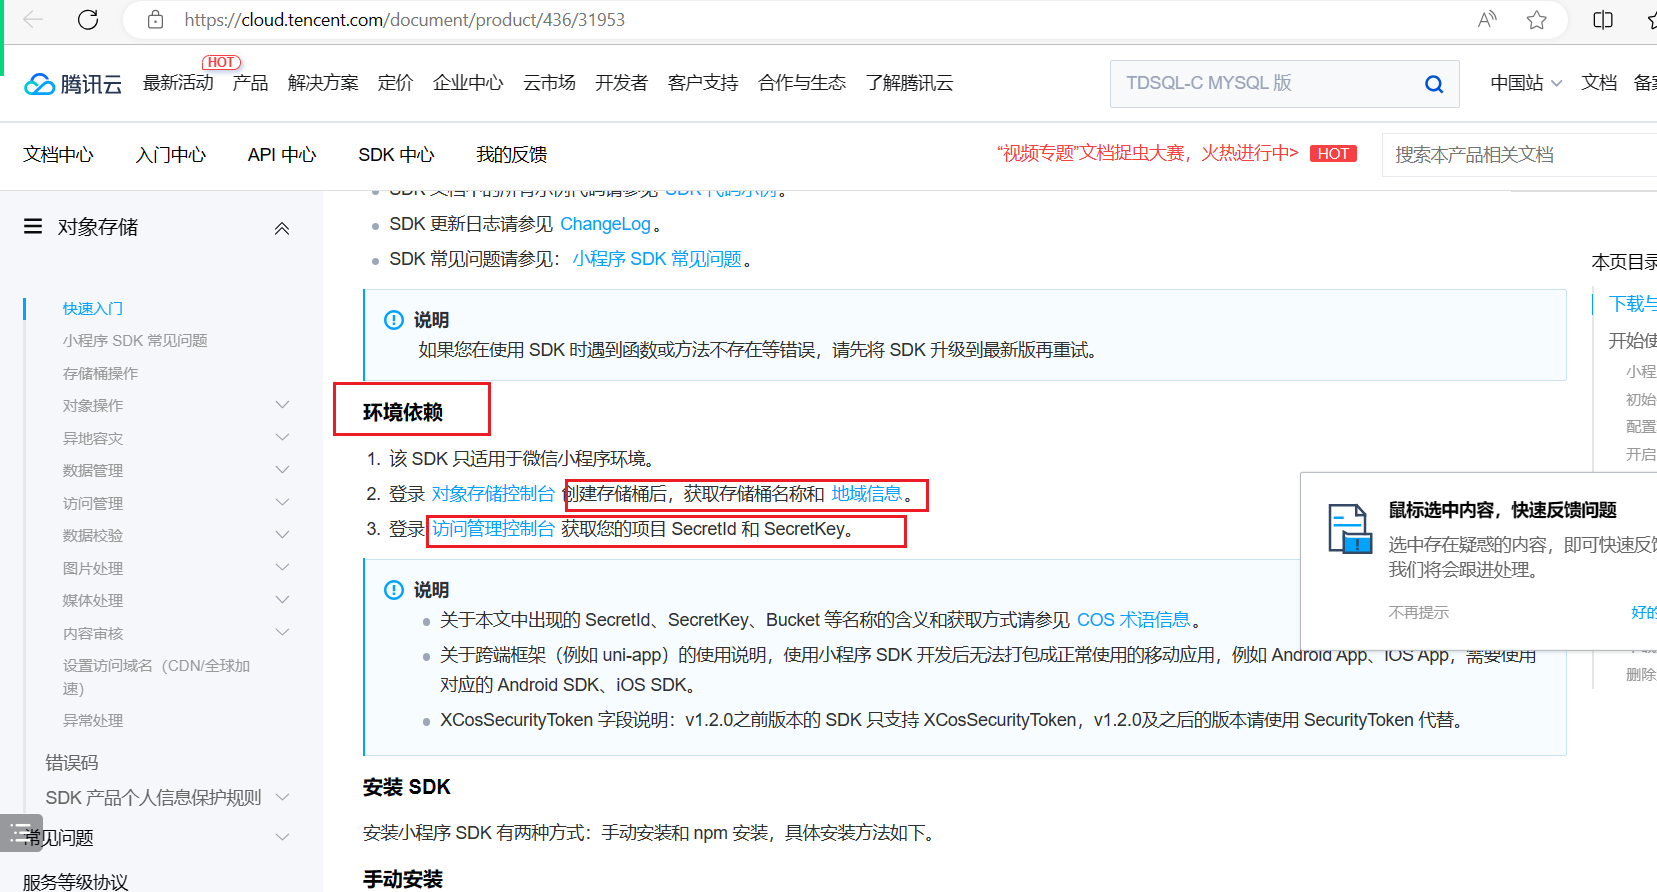 https://cloud.tencent.com/document/product/436/31953
腾讯云
最新活动 HOT 产品 解决方案 定价 企业中心 云市场 开发者 客户支持 合作与生态 了解腾讯云
TDSQL-C MYSQL 版
中国站 文档 备案
文档中心 入门中心 API 中心 SDK 中心 我的反馈
“视频专题”文档捉虫大赛，火热进行中> HOT
搜索本产品相关文档
对象存储
快速入门
小程序 SDK 常见问题
存储桶操作
对象操作
异地容灾
数据管理
访问管理
数据校验
图片处理
媒体处理
内容审核
设置访问域名（CDN/全球加
速）
异常处理
错误码
SDK 产品个人信息保护规则
常见问题
服务等级协议
SDK 文档中的所有示例代码请参见 SDK 代码示例。
SDK 更新日志请参见 ChangeLog。
SDK 常见问题请参见：小程序 SDK 常见问题。
说明
如果您在使用 SDK 时遇到函数或方法不存在等错误，请先将 SDK 升级到最新版再重试。
环境依赖
1. 该 SDK 只适用于微信小程序环境。
2. 登录 对象存储控制台 创建存储桶后，获取存储桶名称和 地域信息。
3. 登录 访问管理控制台 获取您的项目 SecretId 和 SecretKey。
说明
关于本文中出现的 SecretId、SecretKey、Bucket 等名称的含义和获取方式请参见 COS 术语信息。
关于跨端框架（例如 uni-app）的使用说明，使用小程序 SDK 开发后无法打包成正常使用的移动应用，例如 Android App、iOS App，需要使用
对应的 Android SDK、iOS SDK。
XCosSecurityToken 字段说明：v1.2.0之前版本的 SDK 只支持 XCosSecurityToken，v1.2.0及之后的版本请使用 SecurityToken 代替。
安装 SDK
安装小程序 SDK 有两种方式：手动安装和 npm 安装，具体安装方法如下。
手动安装
本页目录
下载与
开始使
小程
初始
配置
开启
鼠标选中内容，快速反馈问题
选中存在疑惑的内容，即可快速反馈
我们将会跟进处理。
不再提示 好的
删除